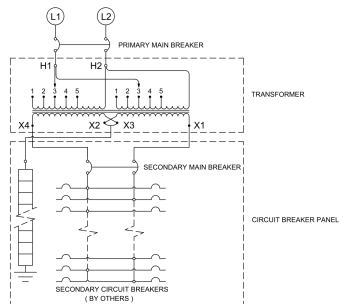 L1 L2
PRIMARY MAIN BREAKER
H1 H2
TRANSFORMER
1 2 3 4 5 1 2 3 4 5
X4 X2 X3 X1
SECONDARY MAIN BREAKER
CIRCUIT BREAKER PANEL
SECONDARY CIRCUIT BREAKERS
( BY OTHERS )